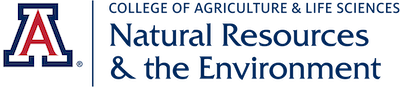 COLLEGE OF AGRICULTURE & LIFE SCIENCES
A® Natural Resources
& the Environment